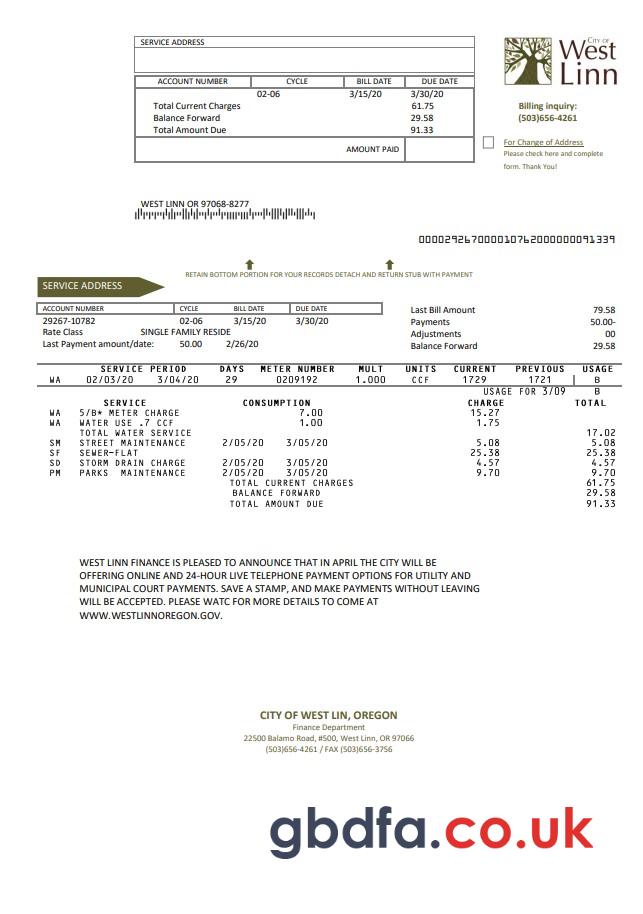 SERVICE ADDRESS
CITY OF
West
Linn
ACCOUNT NUMBER CYCLE BILL DATE DUE DATE
02-06 3/15/20 3/30/20
Total Current Charges 61.75
Balance Forward 29.58
Total Amount Due 91.33
AMOUNT PAID
Billing inquiry:
(503)656-4261
For Change of Address
Please check here and complete
form. Thank You!
WEST LINN OR 97068-8277
0000292670000107620000000091339
RETAIN BOTTOM PORTION FOR YOUR RECORDS DETACH AND RETURN STUB WITH PAYMENT
SERVICE ADDRESS
ACCOUNT NUMBER CYCLE BILL DATE DUE DATE
29267-10782 02-06 3/15/20 3/30/20
Rate Class SINGLE FAMILY RESIDE
Last Payment amount/date: 50.00 2/26/20
Last Bill Amount 79.58
Payments 50.00-
Adjustments 00
Balance Forward 29.58
SERVICE PERIOD DAYS METER NUMBER MULT UNITS CURRENT PREVIOUS USAGE
WA 02/03/20 3/04/20 29 0209192 1.000 CCF 1729 1721 B
USAGE FOR 3/09 B
SERVICE CONSUMPTION CHARGE TOTAL
WA 5/B* METER CHARGE 7.00 15.27
WA WATER USE .7 CCF 1.00 1.75
TOTAL WATER SERVICE 17.02
SM STREET MAINTENANCE 2/05/20 3/05/20 5.08 5.08
SF SEWER-FLAT 25.38 25.38
SD STORM DRAIN CHARGE 2/05/20 3/05/20 4.57 4.57
PM PARKS MAINTENANCE 2/05/20 3/05/20 9.70 9.70
TOTAL CURRENT CHARGES 61.75
BALANCE FORWARD 29.58
TOTAL AMOUNT DUE 91.33
WEST LINN FINANCE IS PLEASED TO ANNOUNCE THAT IN APRIL THE CITY WILL BE
OFFERING ONLINE AND 24-HOUR LIVE TELEPHONE PAYMENT OPTIONS FOR UTILITY AND
MUNICIPAL COURT PAYMENTS. SAVE A STAMP, AND MAKE PAYMENTS WITHOUT LEAVING
WILL BE ACCEPTED. PLEASE WATC FOR MORE DETAILS TO COME AT
WWW.WESTLINNOREGON.GOV.
CITY OF WEST LIN, OREGON
Finance Department
22500 Balamo Road, #500, West Linn, OR 97066
(503)656-4261 / FAX (503)656-3756
gbdfa.co.uk